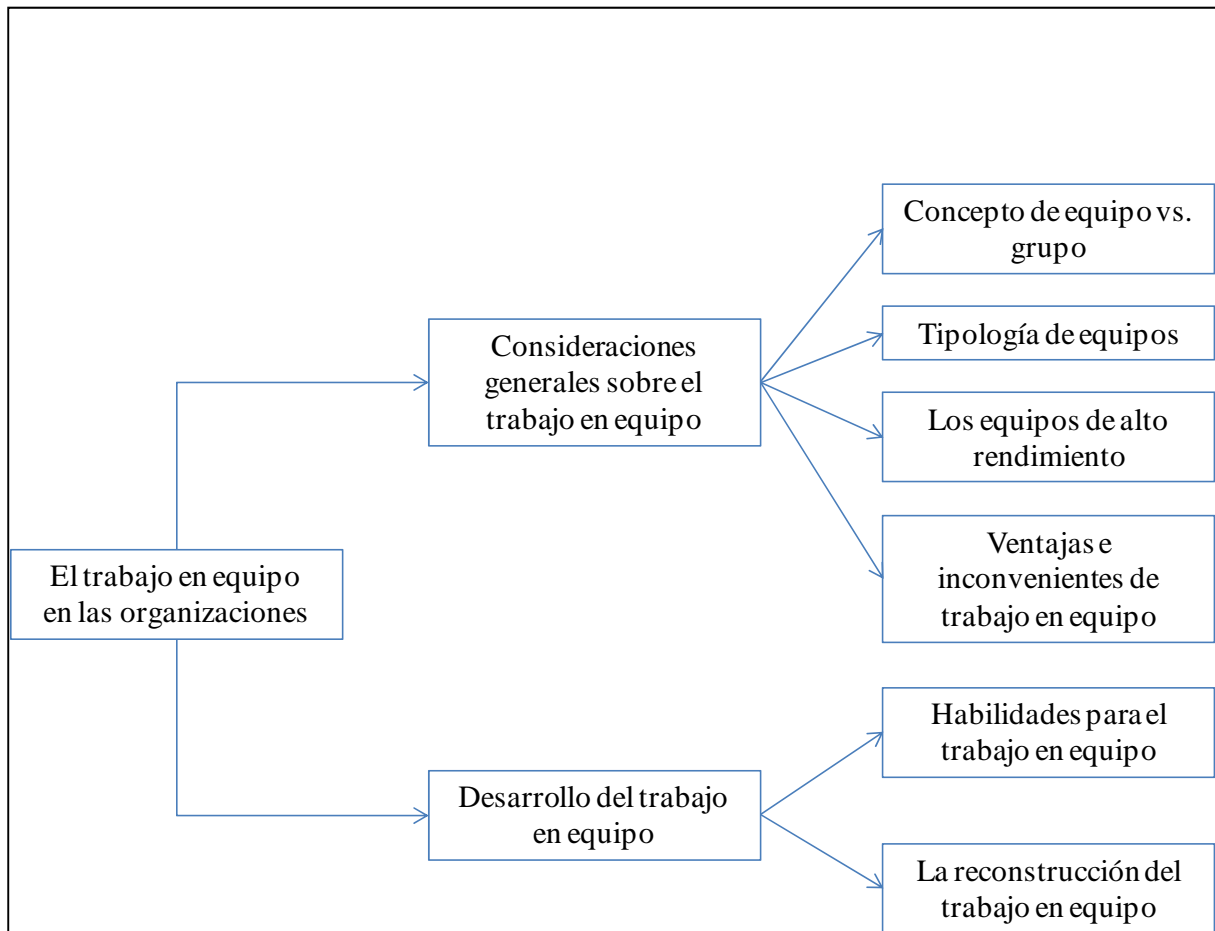 El trabajo en equipo
en las organizaciones
Consideraciones
generales sobre el
trabajo en equipo
Concepto de equipo vs.
grupo
Tipología de equipos
Los equipos de alto
rendimiento
Ventajas e
inconvenientes de
trabajo en equipo
Desarrollo del trabajo
en equipo
Habilidades para el
trabajo en equipo
La reconstrucción del
trabajo en equipo